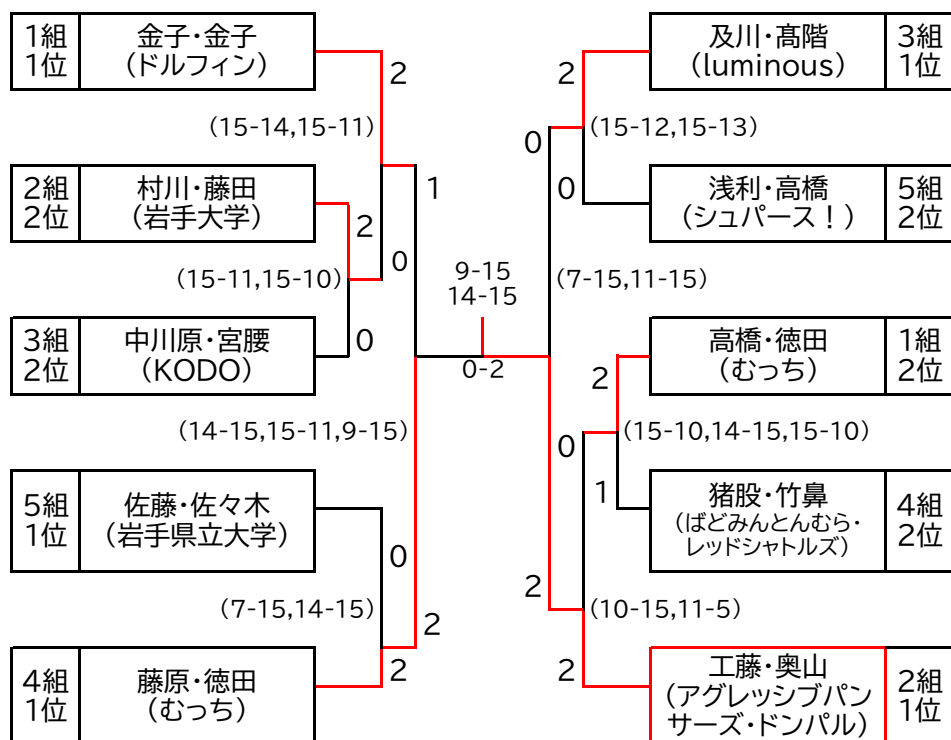 1組
1位
金子・金子
(ドルフィン)
2
(15-14,15-11)
2組
2位
村川・藤田
(岩手大学)
2
0
1
(15-11,15-10)
3組
2位
中川原・宮腰
(KODO)
0
(14-15,15-11,9-15)
5組
1位
佐藤・佐々木
(岩手県立大学)
0
(7-15,14-15)
2
4組
1位
藤原・徳田
(むっち)
2
9-15
14-15
0-2
及川・髙階
(luminous)
3組
1位
2
(15-12,15-13)
0
0
浅利・高橋
(シュパース!)
5組
2位
(7-15,11-15)
高橋・徳田
(むっち)
1組
2位
2
(15-10,14-15,15-10)
0
1
猪股・竹鼻
(ばどみんとんむら・
レッドシャトルズ)
4組
2位
2
(10-15,11-5)
2
工藤・奥山
(アグレッシブパン
サーズ・ドンパル)
2組
1位